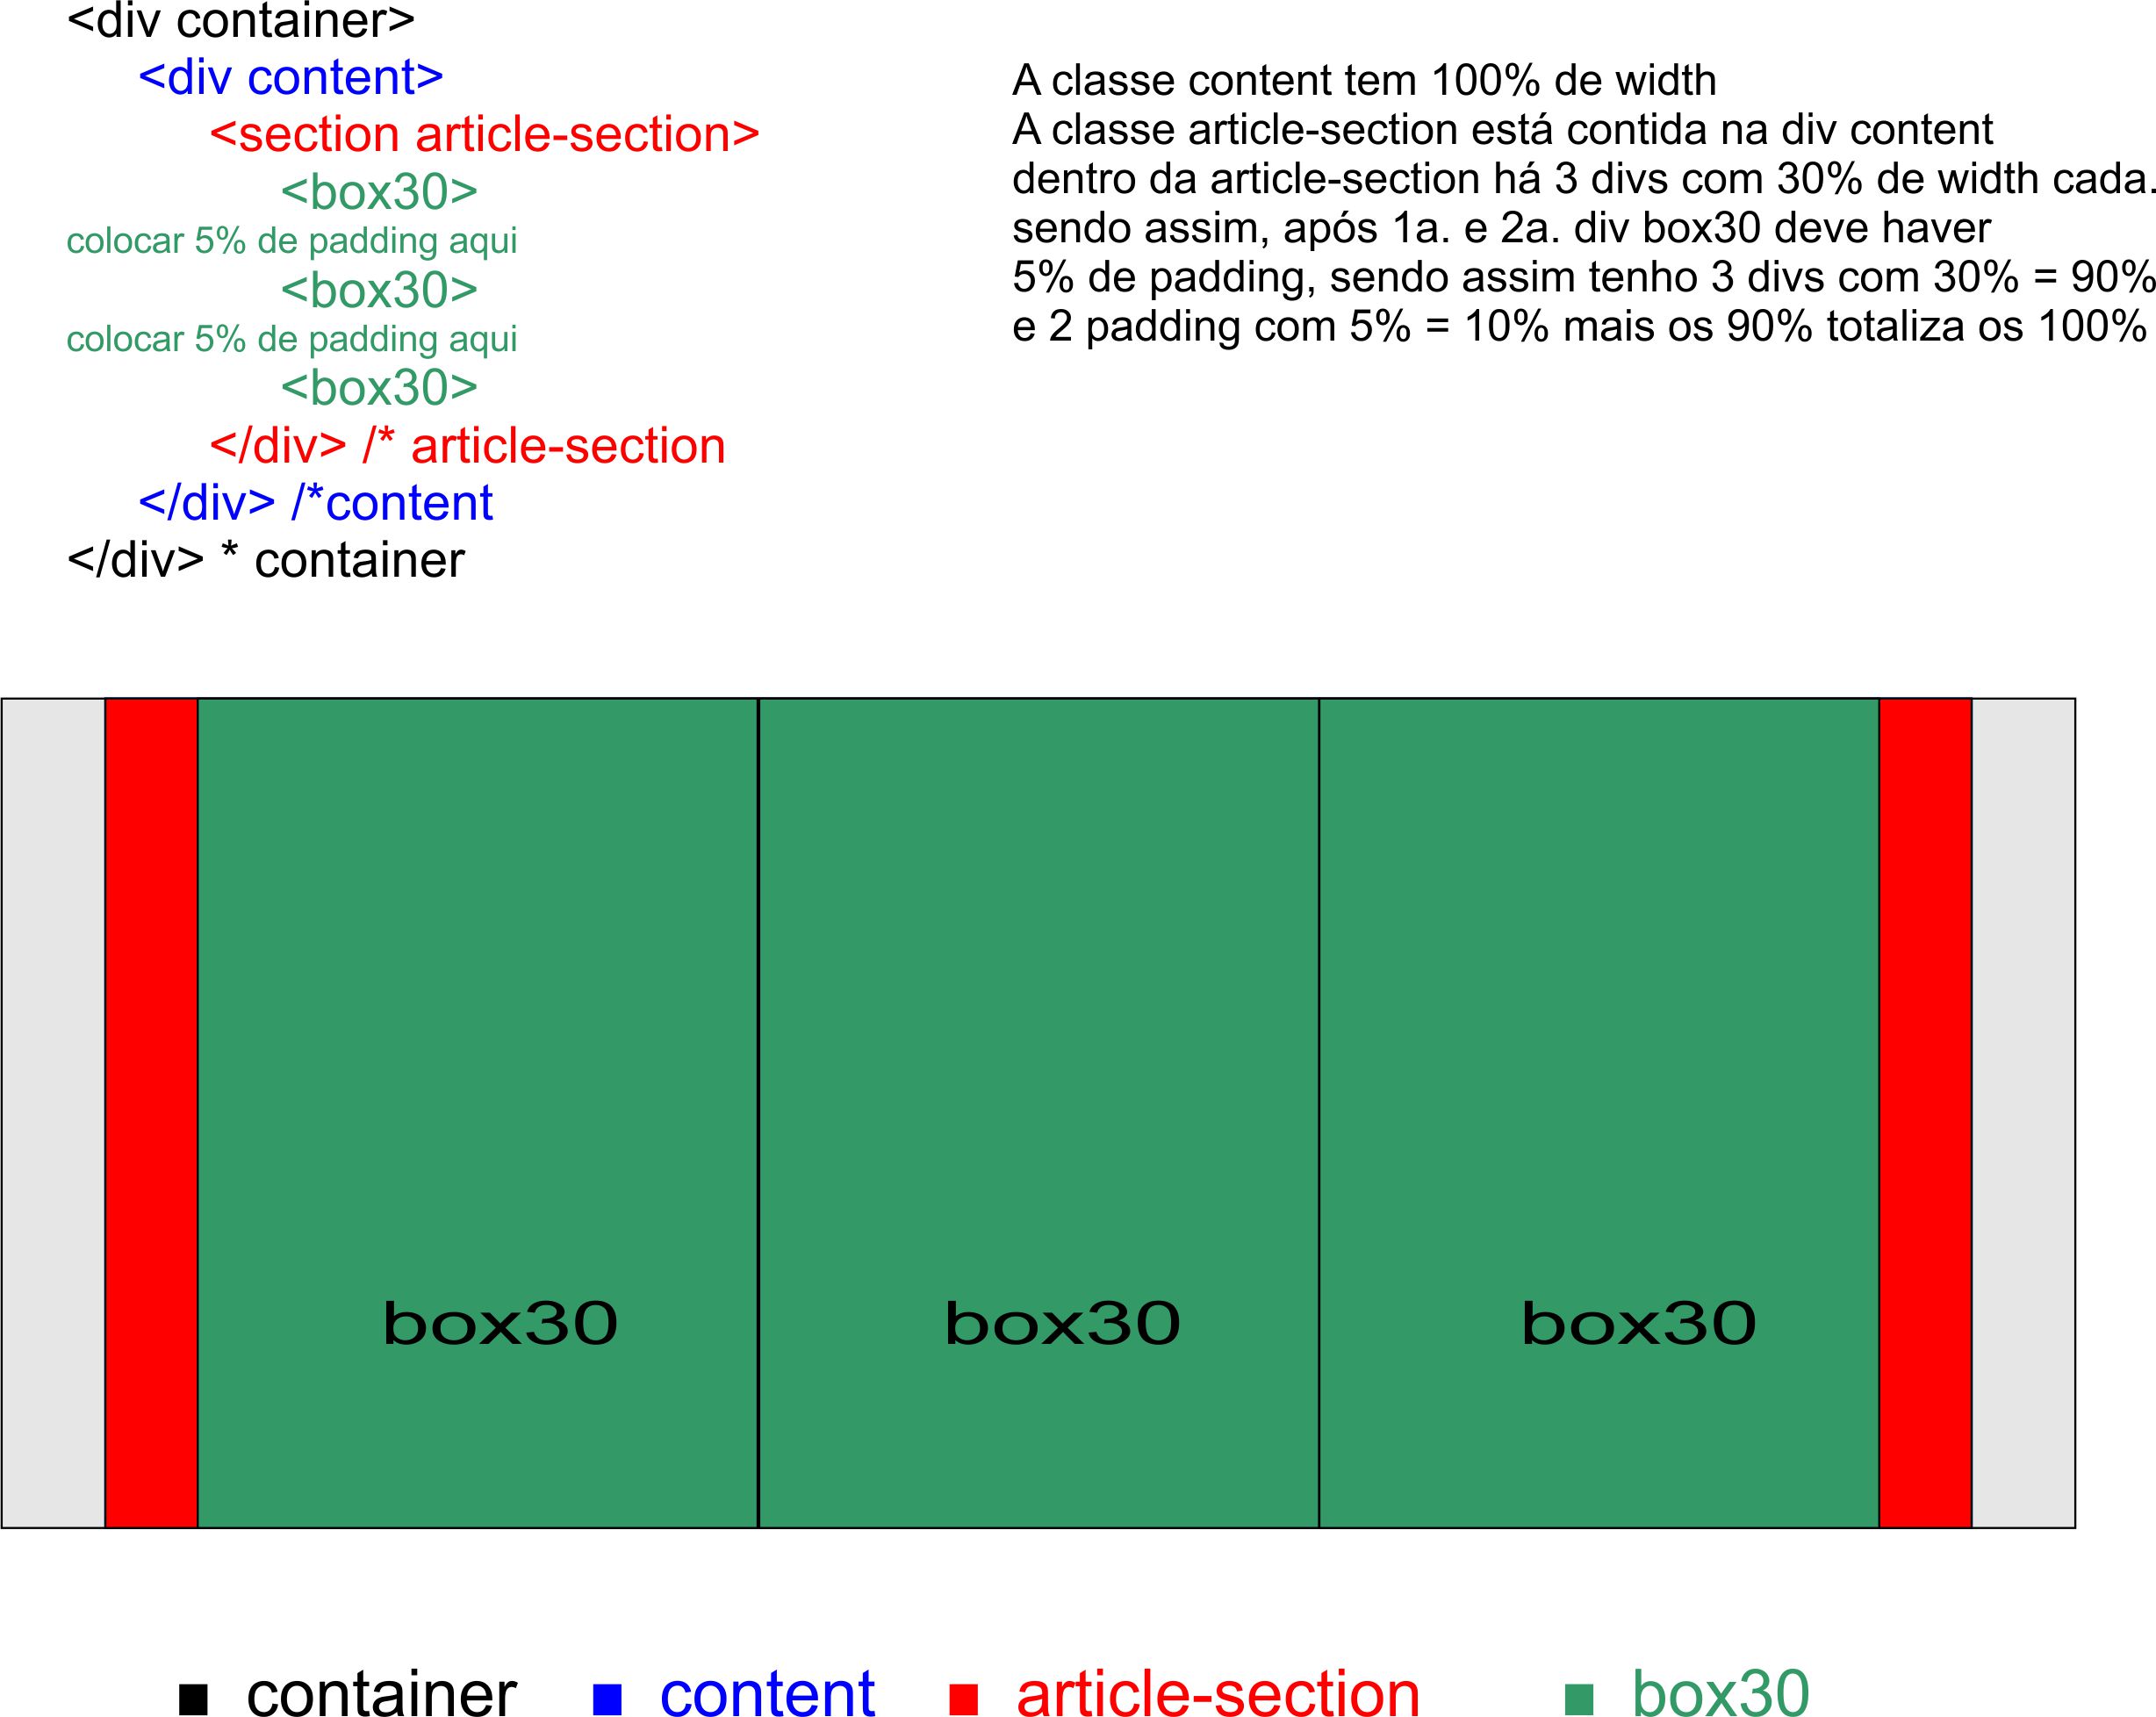 <div container>
<div content>
<section article-section>
<box30>
colocar 5% de padding aqui
<box30>
colocar 5% de padding aqui
<box30>
</div> /* article-section
</div> /*content
</div> * container
A classe content tem 100% de width
A classe article-section está contida na div content
dentro da article-section há 3 divs com 30% de width cada.
sendo assim, após 1a. e 2a. div box30 deve haver
5% de padding, sendo assim tenho 3 divs com 30% = 90%
e 2 padding com 5% = 10% mais os 90% totaliza os 100%
box30
box30
box30
container
content
article-section
box30